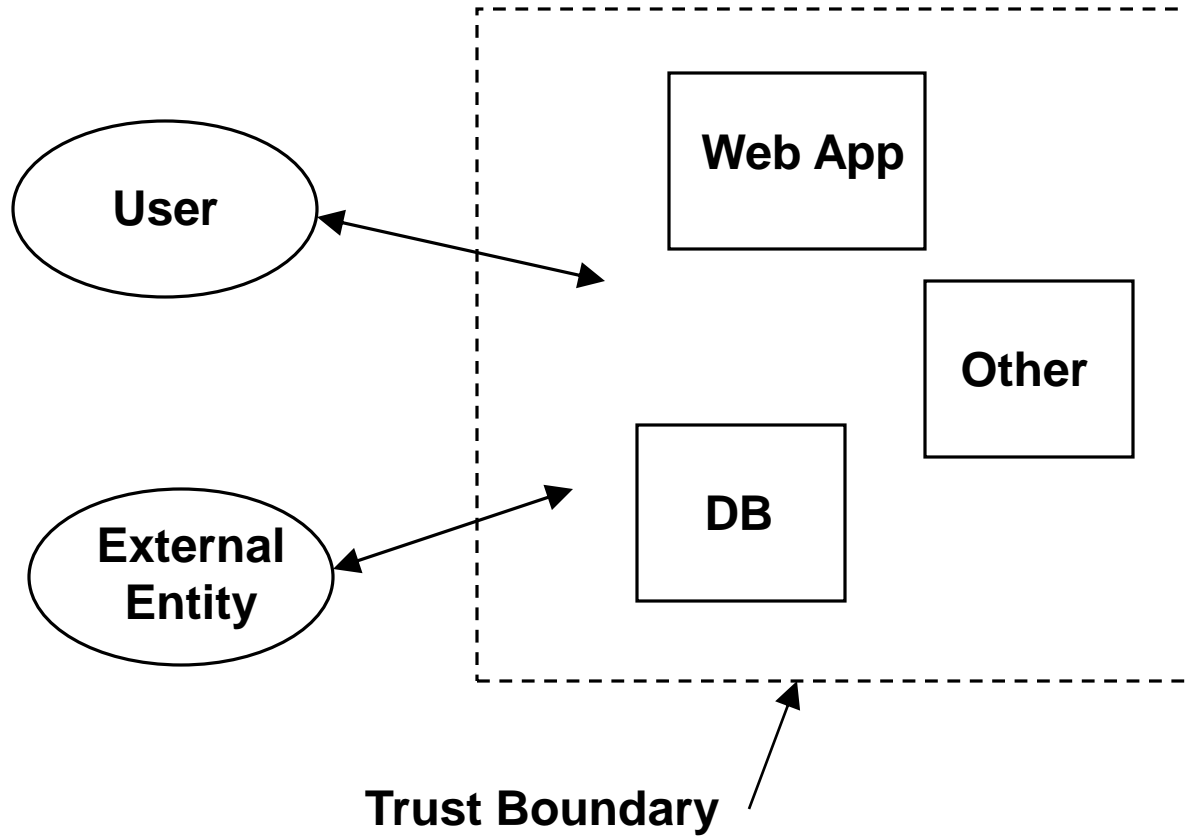 Web App
User
Other
DB
External
Entity
Trust Boundary